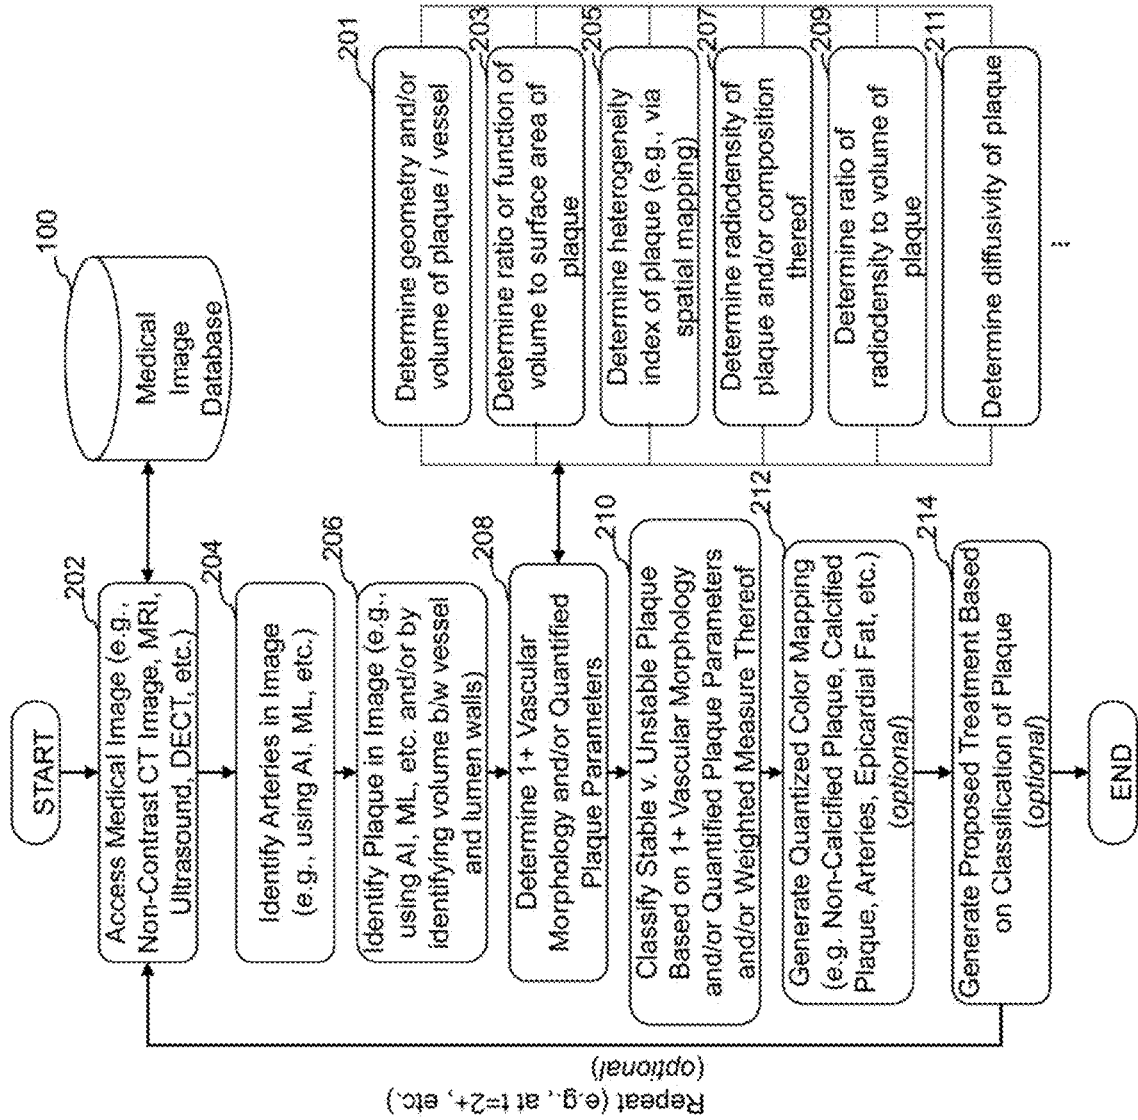 START
202
Access Medical Image (e.g.,
Non-Contrast CT Image, MRI,
Ultrasound, DECT, etc.)
100
Medical
Image
Database
204
Identify Arteries in Image
(e.g., using AI, ML, etc.)
206
Identify Plaque in Image (e.g.,
using AI, ML, etc. and/or by
identifying volume b/w vessel
and lumen walls)
208
Determine 1+ Vascular
Morphology and/or Quantified
Plaque Parameters
201
Determine geometry and/or
volume of plaque / vessel
203
Determine ratio or function of
volume to surface area of
plaque
205
Determine heterogeneity
index of plaque (e.g., via
spatial mapping)
207
Determine radiodensity of
plaque and/or composition
thereof
209
Determine ratio of
radiodensity to volume of
plaque
211
Determine diffusivity of plaque
...
210
Classify Stable v. Unstable Plaque
Based on 1+ Vascular Morphology
and/or Quantified Plaque Parameters
and/or Weighted Measure Thereof
212
Generate Quantized Color Mapping
(e.g. Non-Calcified Plaque, Calcified
Plaque, Arteries, Epicardial Fat, etc.)
(optional)
214
Generate Proposed Treatment Based
on Classification of Plaque
(optional)
END
Repeat (e.g., at t=2+, etc.)
(optional)